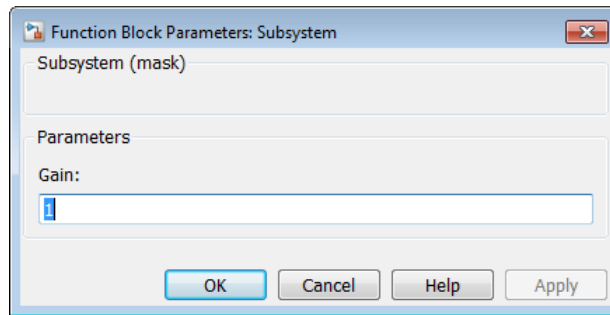 Function Block Parameters: Subsystem
Subsystem (mask)
Parameters
Gain:
1
OK Cancel Help Apply